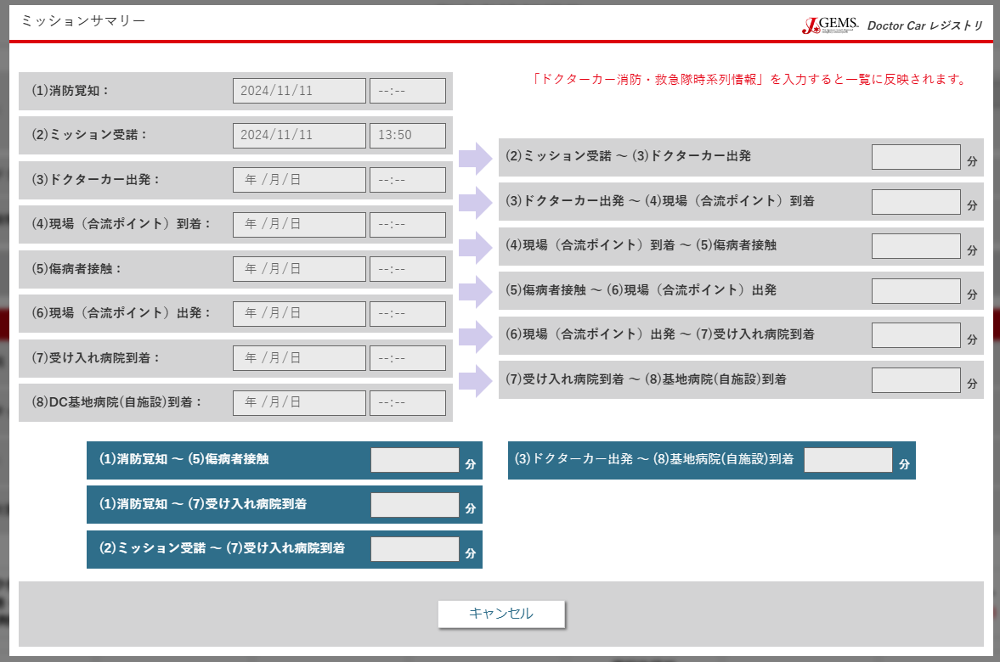 ミッションサマリー
J-GEMS Doctor Car レジストリ
「ドクターカー消防・救急隊時系列情報」を入力すると一覧に反映されます。
(1)消防覚知： 2024/11/11 --:--
(2)ミッション受諾： 2024/11/11 13:50
(3)ドクターカー出発： 年 /月/日 --:--
(4)現場（合流ポイント）到着： 年 /月/日 --:--
(5)傷病者接触： 年 /月/日 --:--
(6)現場（合流ポイント）出発： 年 /月/日 --:--
(7)受け入れ病院到着： 年 /月/日 --:--
(8)DC基地病院(自施設)到着： 年 /月/日 --:--
(2)ミッション受諾 ～ (3)ドクターカー出発 分
(3)ドクターカー出発 ～ (4)現場（合流ポイント）到着 分
(4)現場（合流ポイント）到着 ～ (5)傷病者接触 分
(5)傷病者接触 ～ (6)現場（合流ポイント）出発 分
(6)現場（合流ポイント）出発 ～ (7)受け入れ病院到着 分
(7)受け入れ病院到着 ～ (8)基地病院(自施設)到着 分
(1)消防覚知 ～ (5)傷病者接触 分
(3)ドクターカー出発 ～ (8)基地病院(自施設)到着 分
(1)消防覚知 ～ (7)受け入れ病院到着 分
(2)ミッション受諾 ～ (7)受け入れ病院到着 分
キャンセル